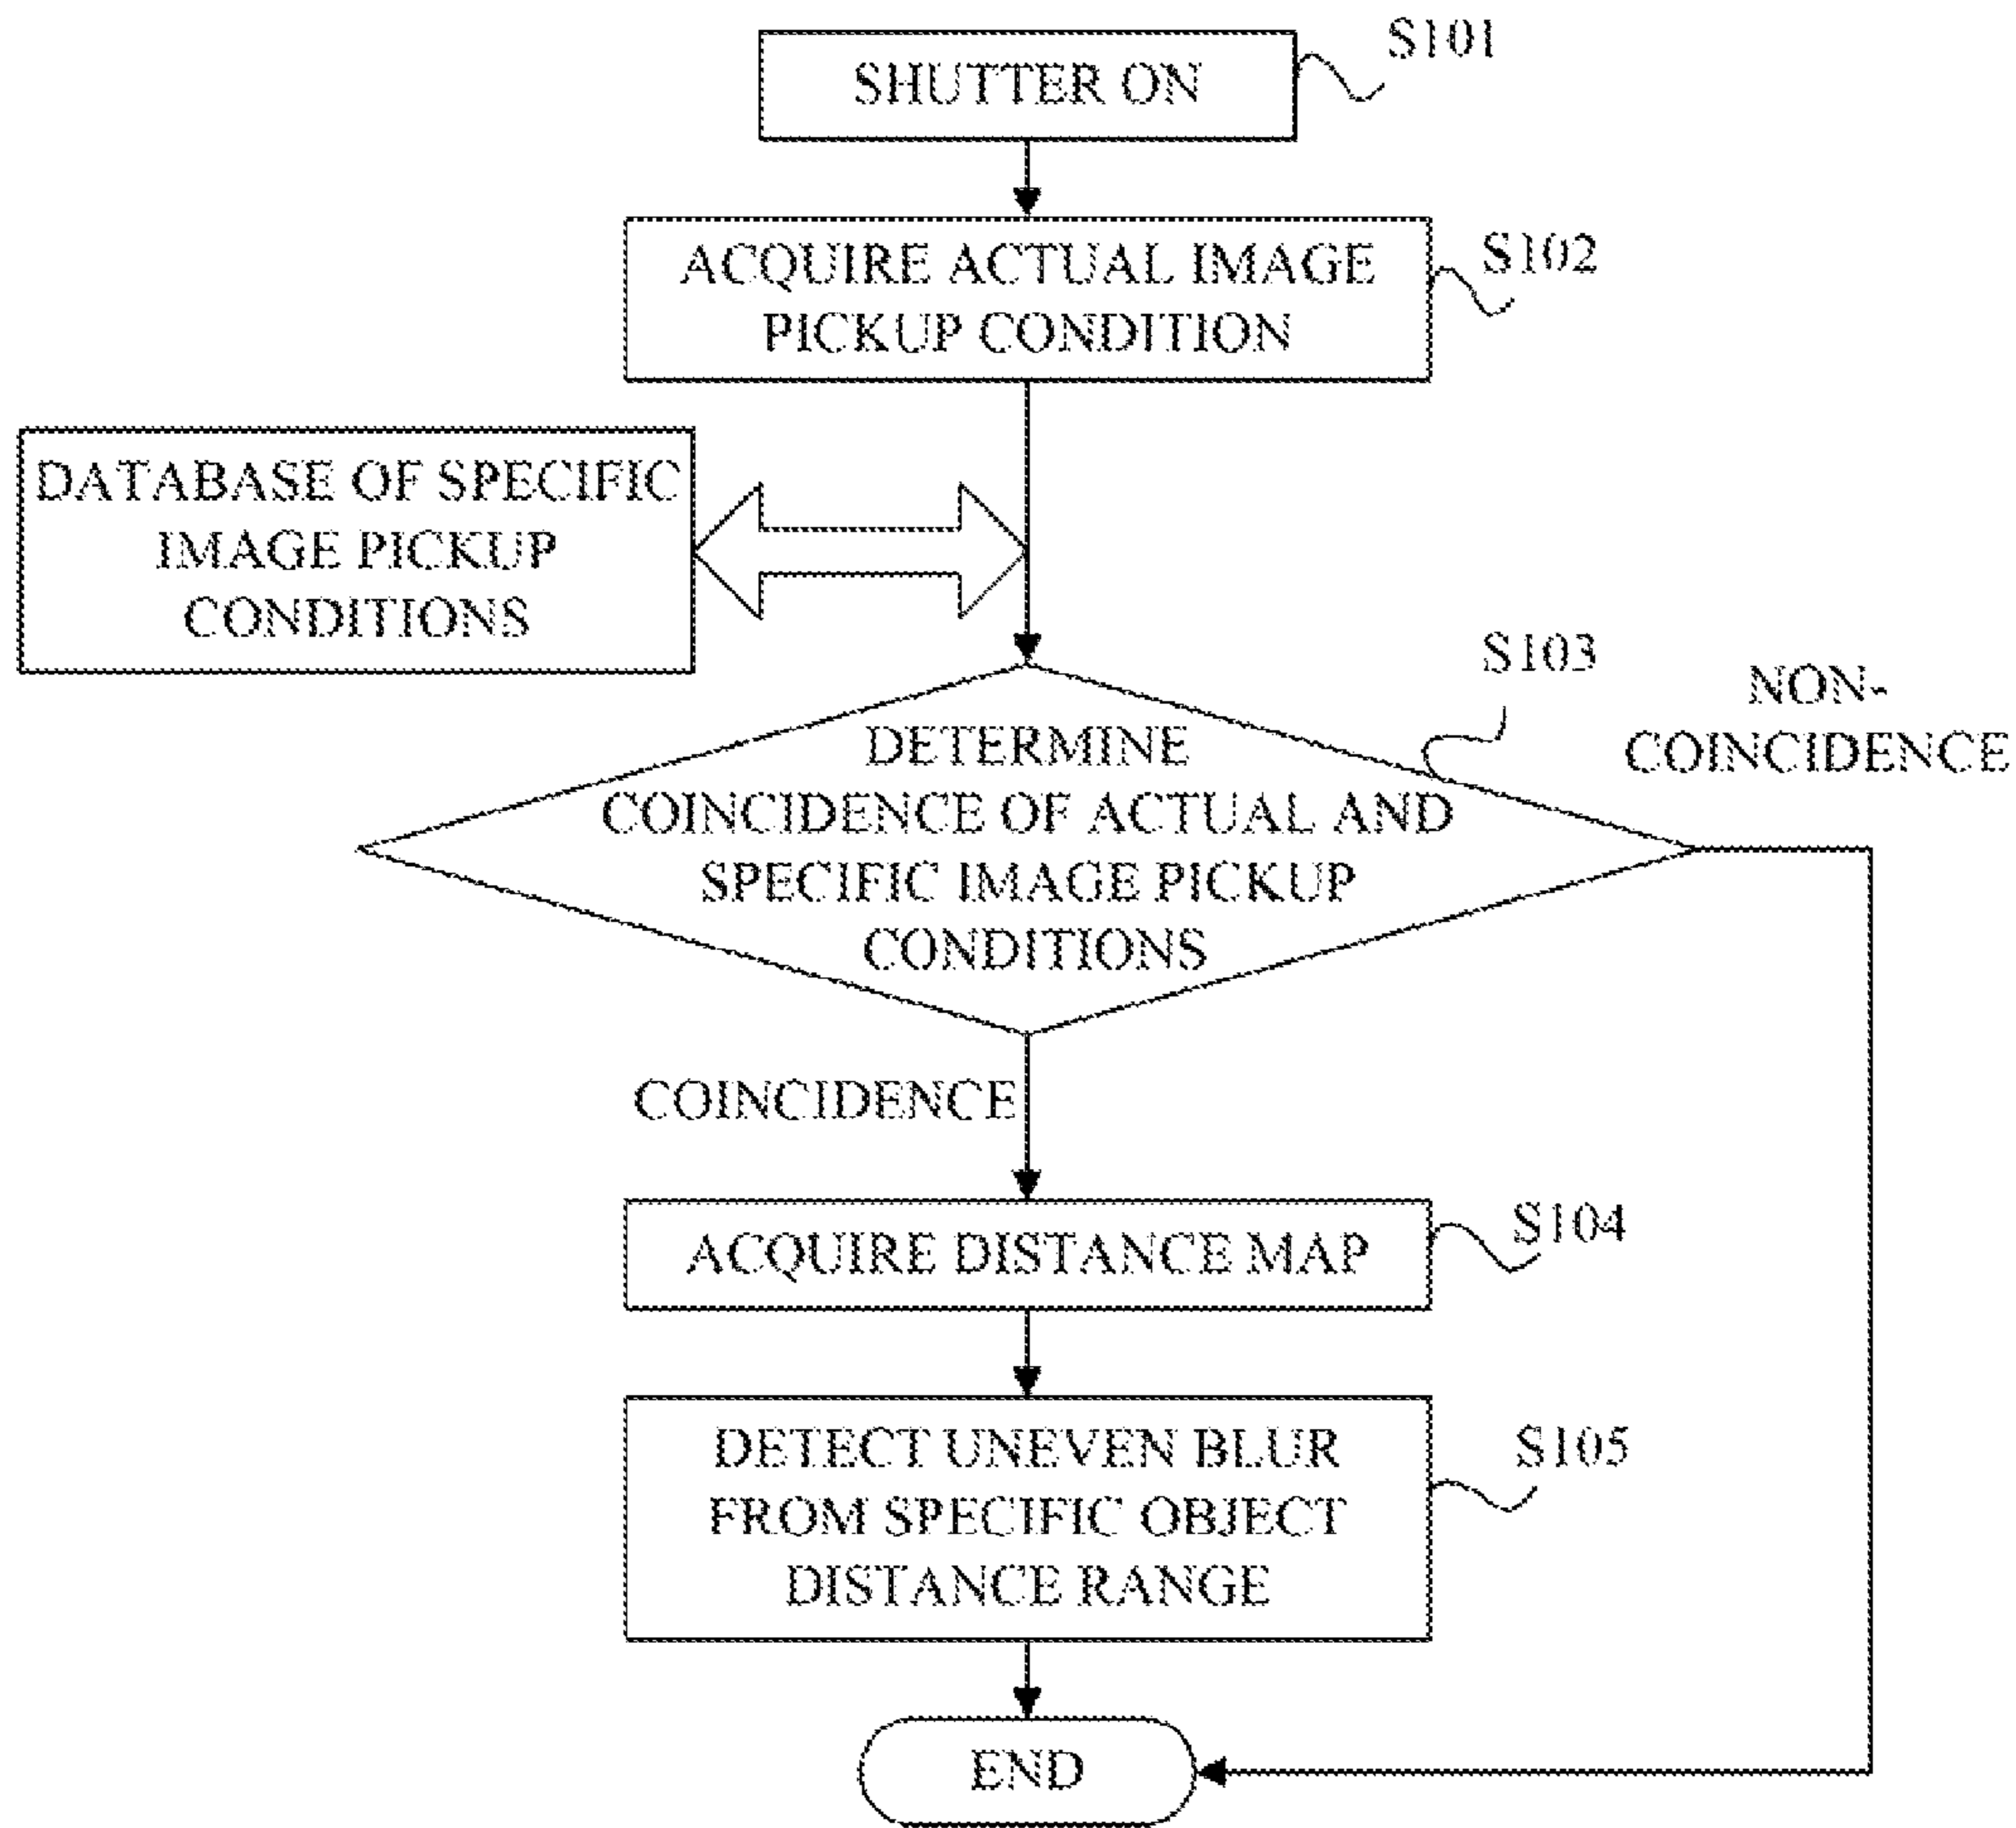 S101
SHUTTER ON
S102
ACQUIRE ACTUAL IMAGE
PICKUP CONDITION
DATABASE OF SPECIFIC
IMAGE PICKUP
CONDITIONS
S103
NON-
COINCIDENCE
DETERMINE
COINCIDENCE OF ACTUAL AND
SPECIFIC IMAGE PICKUP
CONDITIONS
COINCIDENCE
S104
ACQUIRE DISTANCE MAP
S105
DETECT UNEVEN BLUR
FROM SPECIFIC OBJECT
DISTANCE RANGE
END